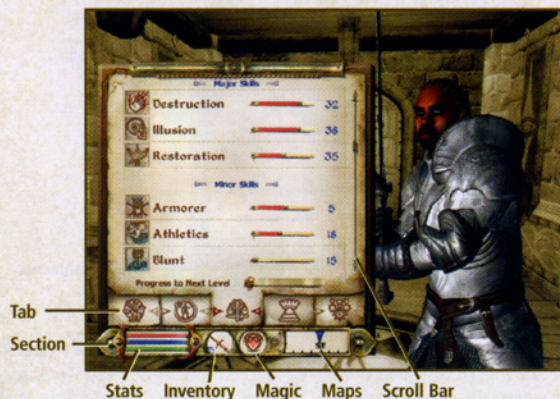 Major Skills
Destruction 32
Illusion 38
Restoration 35
Minor Skills
Armorer 5
Athletics 18
Blunt 15
Progress to Next Level
Tab
Section
Stats Inventory Magic Maps Scroll Bar